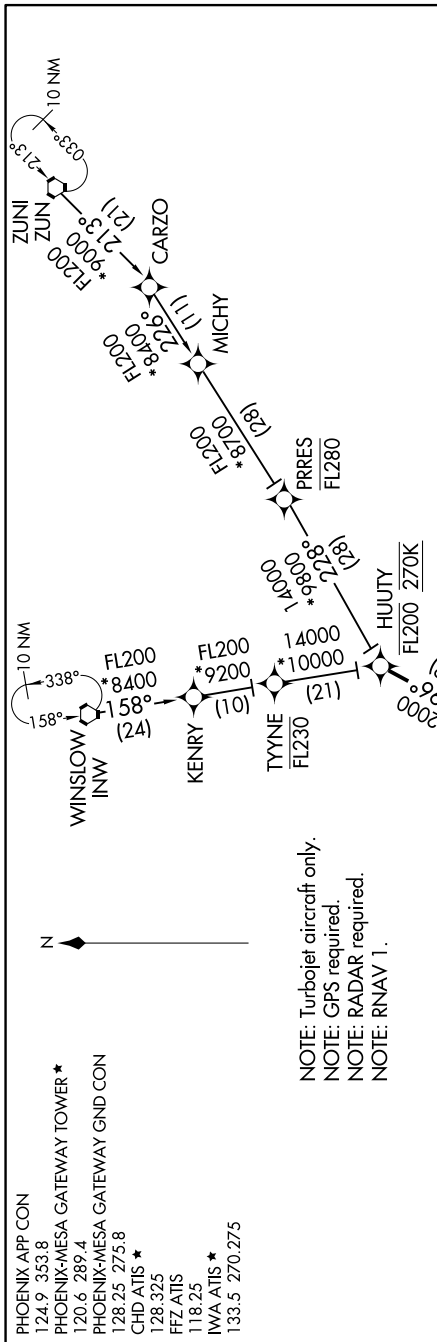 PHOENIX APP CON
124.9 353.8
PHOENIX-MESA GATEWAY TOWER ★
120.6 289.4
PHOENIX-MESA GATEWAY GND CON
128.25 275.8
CHD ATIS ★
128.325
FFZ ATIS
118.25
IWA ATIS ★
133.5 270.275
N
NOTE: Turbojet aircraft only.
NOTE: GPS required.
NOTE: RADAR required.
NOTE: RNAV 1.
10 NM
158°
338°
WINSLOW
INW
FL200
*8400
158°
(24)
KENRY
FL200
*9200
(10)
TYYNE
FL230
14000
*10000
(21)
HUUTY
FL200 270K
10 NM
213°
033°
ZUNI
ZUN
FL200
*9000
213°
(21)
CARZO
FL200
*8400
226°
(11)
MICHY
FL200
*8700
(28)
PRRES
FL280
14000
*9800
228°
(28)